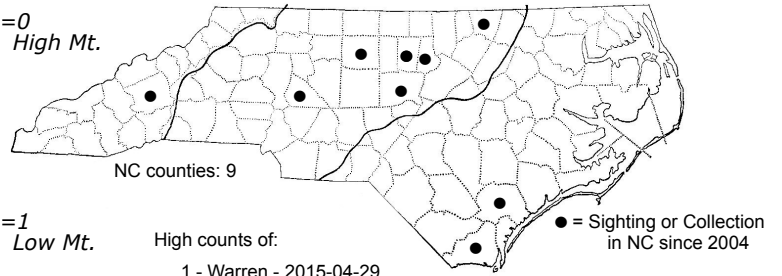 =0
High Mt.
NC counties: 9
=1
Low Mt.
High counts of:
1 - Warren - 2015-04-29
● = Sighting or Collection
in NC since 2004